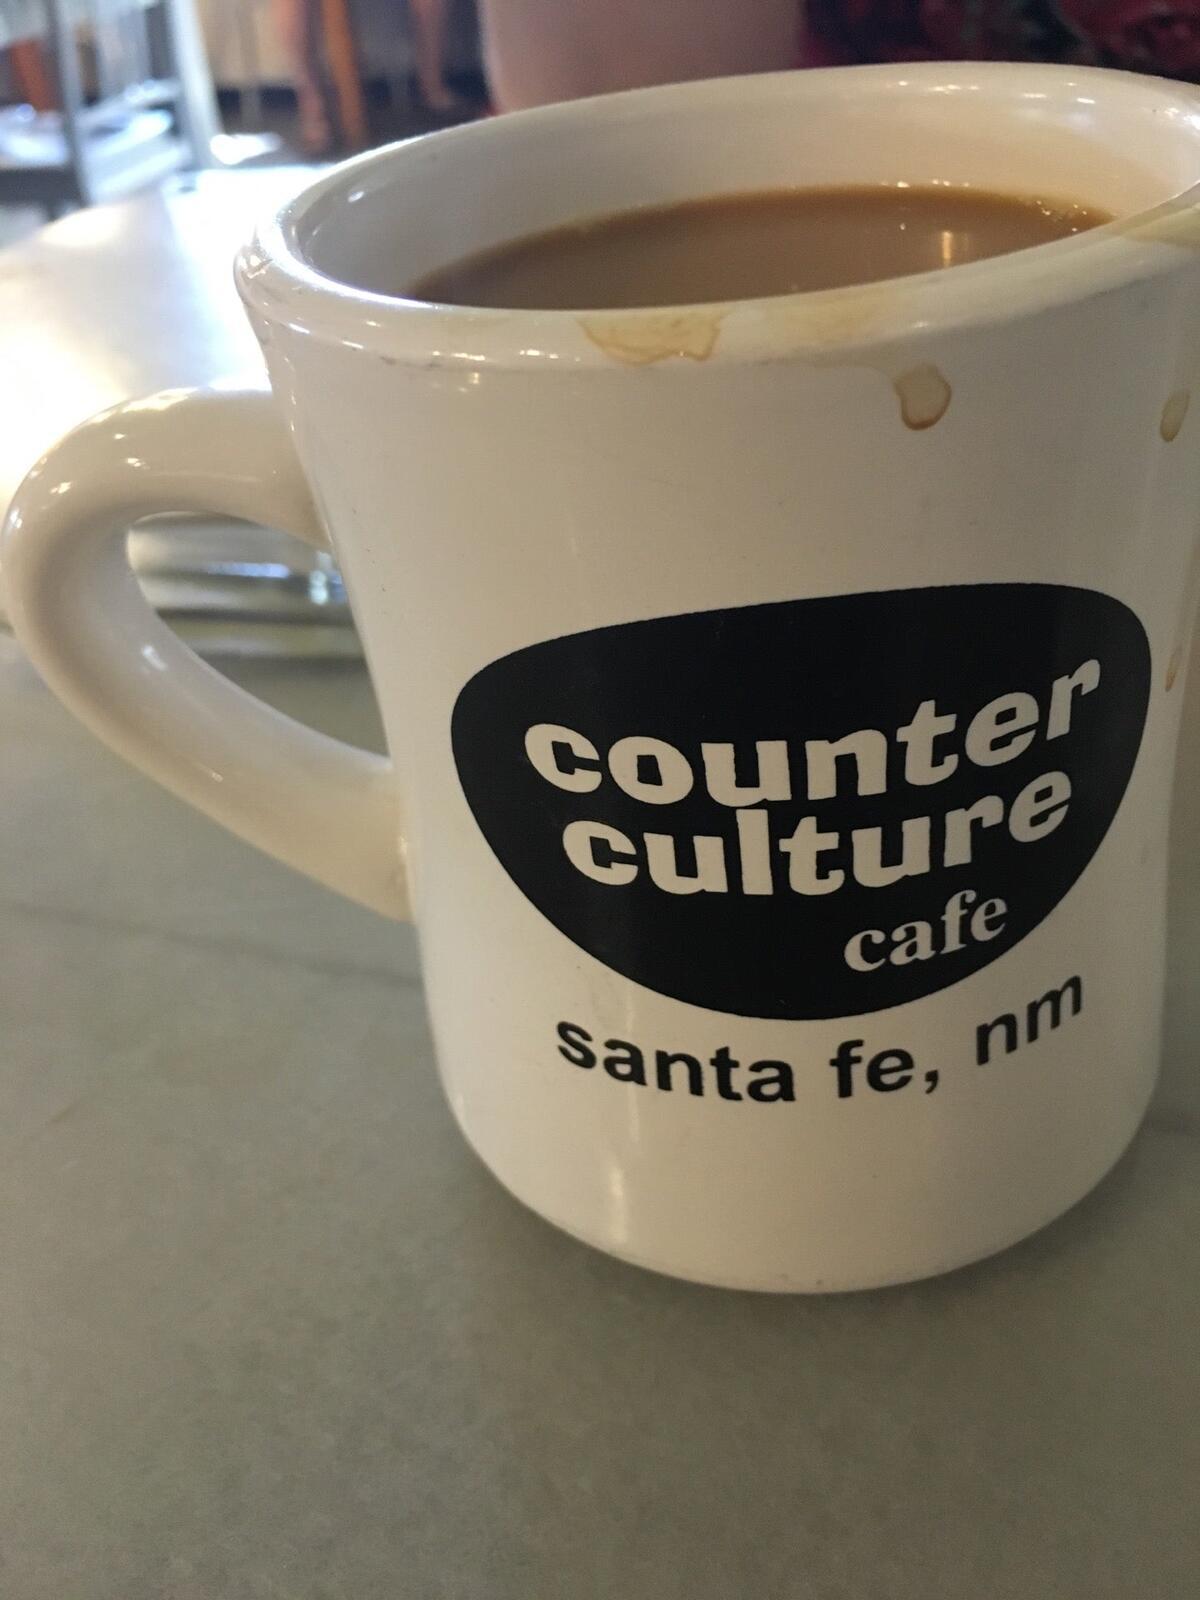 counter
culture
cafe
santa fe, nm